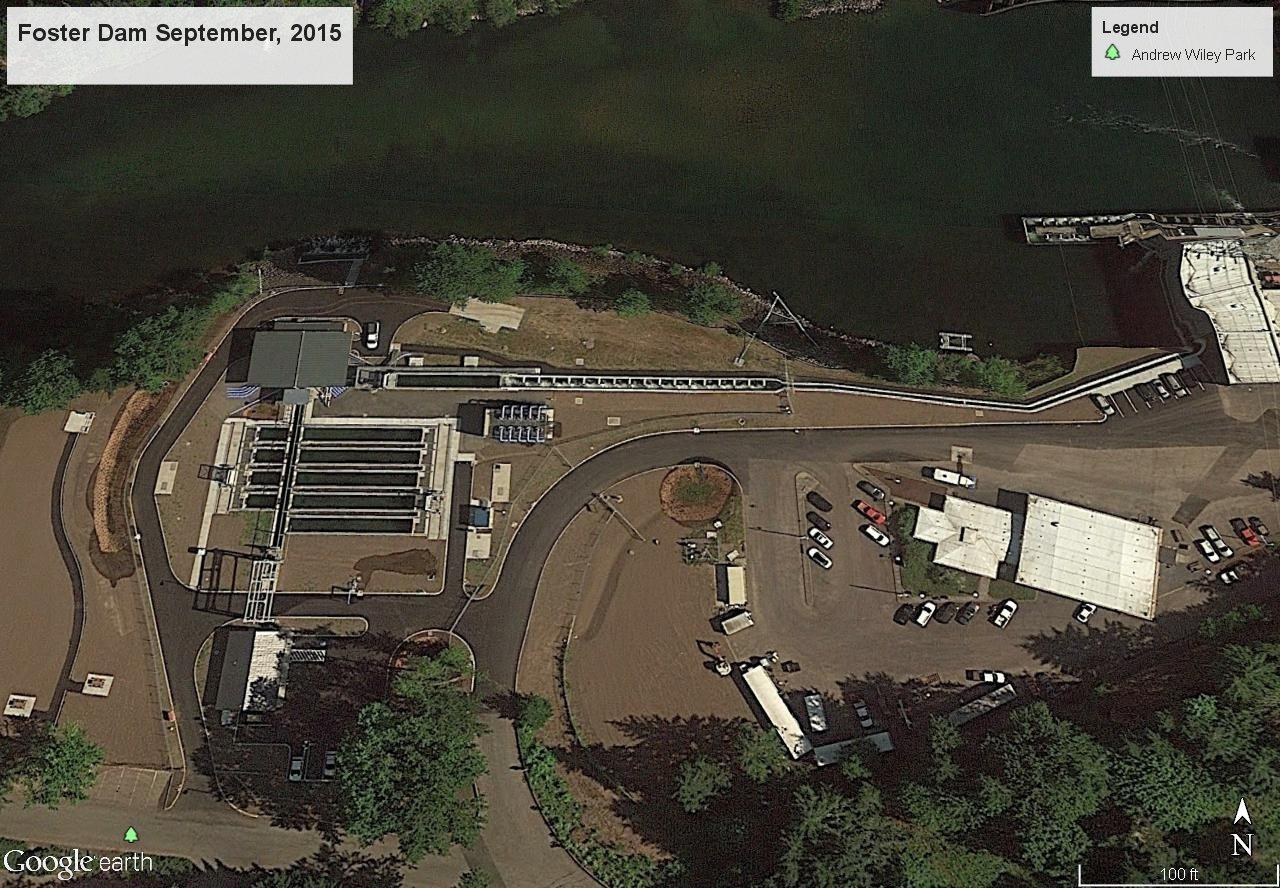 Foster Dam September, 2015
Legend
Andrew Wiley Park
Google earth
N
100 ft